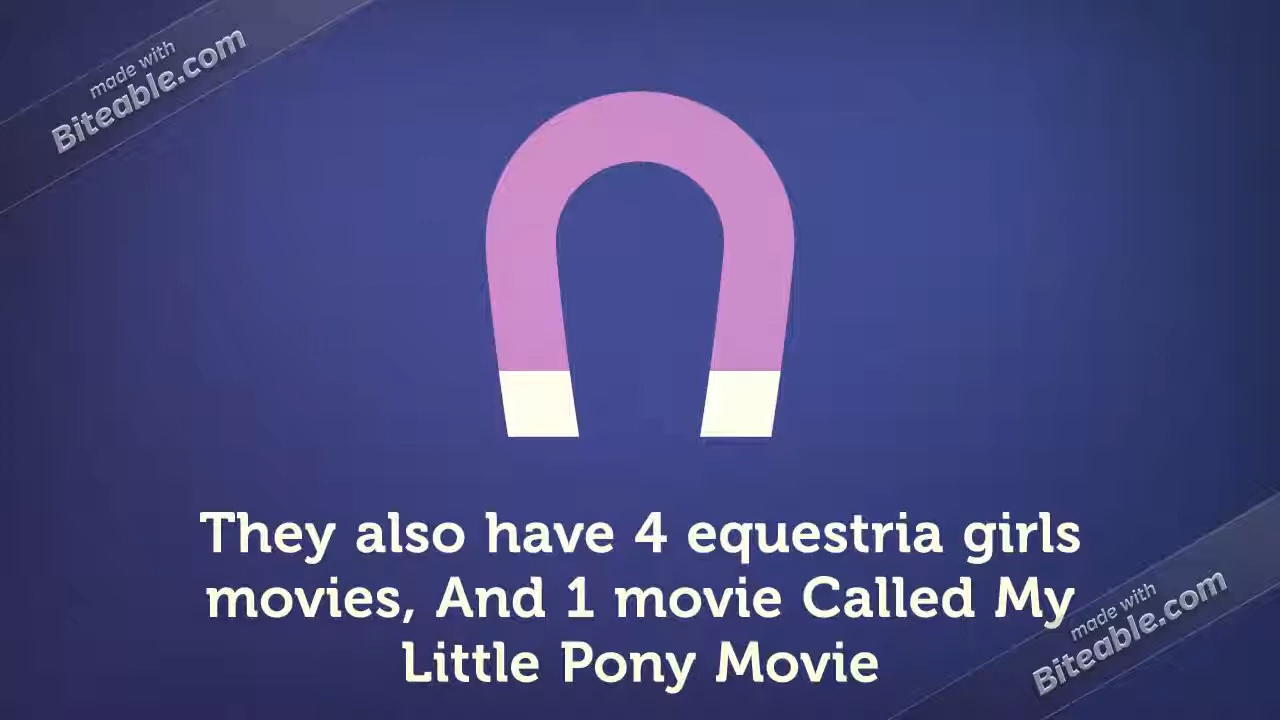 made with
Biteable.com
They also have 4 equestria girls
movies, And 1 movie Called My
Little Pony Movie
made with
Biteable.com